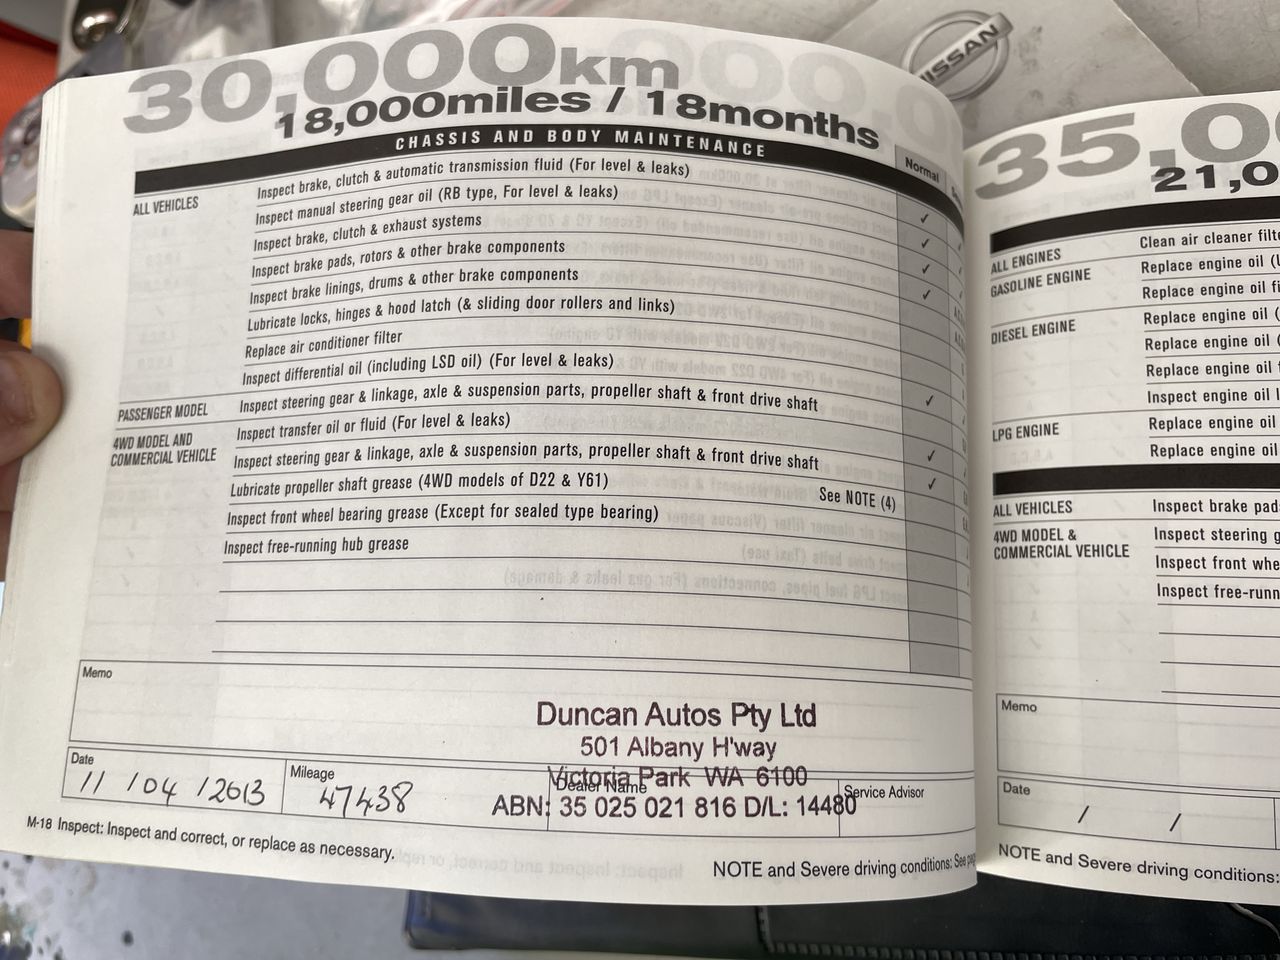 NISSAN
30,000km
18,000miles / 18months
CHASSIS AND BODY MAINTENANCE
Normal
ALL VEHICLES
Inspect brake, clutch & automatic transmission fluid (For level & leaks)
Inspect manual steering gear oil (RB type, For level & leaks)
Inspect brake, clutch & exhaust systems
Inspect brake pads, rotors & other brake components
Inspect brake linings, drums & other brake components
Lubricate locks, hinges & hood latch (& sliding door rollers and links)
Replace air conditioner filter
Inspect differential oil (including LSD oil) (For level & leaks)
PASSENGER MODEL
Inspect steering gear & linkage, axle & suspension parts, propeller shaft & front drive shaft
4WD MODEL AND
COMMERCIAL VEHICLE
Inspect transfer oil or fluid (For level & leaks)
Inspect steering gear & linkage, axle & suspension parts, propeller shaft & front drive shaft
Lubricate propeller shaft grease (4WD models of D22 & Y61)
See NOTE (4)
Inspect front wheel bearing grease (Except for sealed type bearing)
Inspect free-running hub grease
Memo
Duncan Autos Pty Ltd
501 Albany H'way
Victoria Park WA 6100
ABN: 35 025 021 816 D/L: 14480
Date
11 / 04 / 2013
Mileage
47438
Dealer Name
Service Advisor
M-18 Inspect: Inspect and correct, or replace as necessary.
NOTE and Severe driving conditions: See
35,0
21,0
ALL ENGINES
Clean air cleaner filte
GASOLINE ENGINE
Replace engine oil (
Replace engine oil fi
DIESEL ENGINE
Replace engine oil (
Replace engine oil (
Replace engine oil
Inspect engine oil l
LPG ENGINE
Replace engine oil
Replace engine oil
ALL VEHICLES
Inspect brake pad
4WD MODEL &
COMMERCIAL VEHICLE
Inspect steering g
Inspect front whe
Inspect free-runn
Memo
Date
/ /
NOTE and Severe driving conditions: